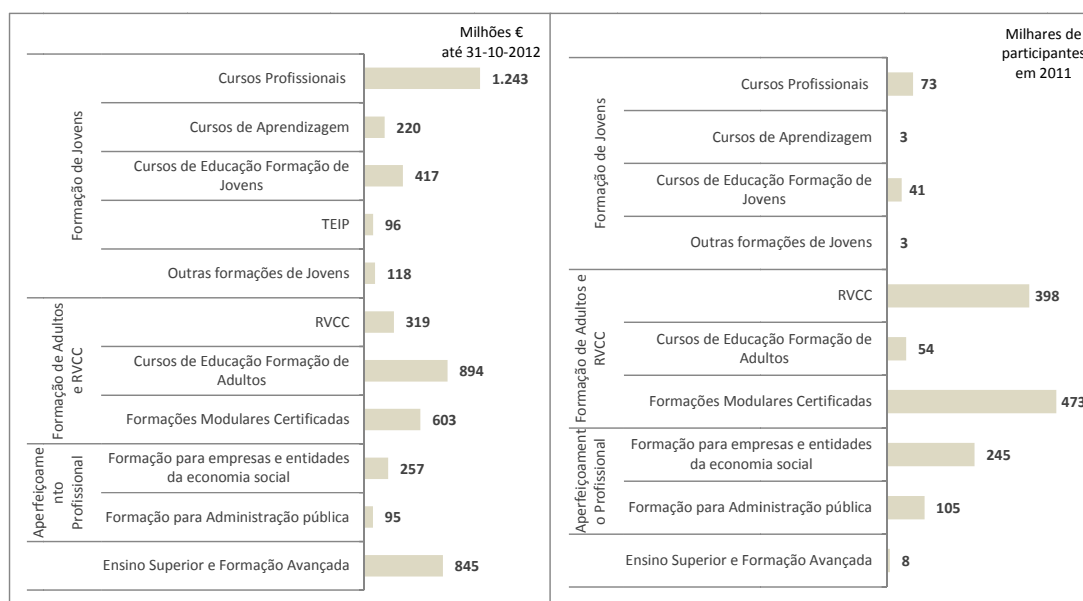 Milhões €
até 31-10-2012
Formação de Jovens
Cursos Profissionais
1.243
Cursos de Aprendizagem
220
Cursos de Educação Formação de
Jovens
417
TEIP
96
Outras formações de Jovens
118
Formação de Adultos
e RVCC
RVCC
319
Cursos de Educação Formação de
Adultos
894
Formações Modulares Certificadas
603
Aperfeiçoame
nto
Profissional
Formação para empresas e entidades
da economia social
257
Formação para Administração pública
95
Ensino Superior e Formação Avançada
845
Milhares de
participantes
em 2011
Formação de Jovens
Cursos Profissionais
73
Cursos de Aprendizagem
3
Cursos de Educação Formação de
Jovens
41
Outras formações de Jovens
3
Formação de Adultos e
RVCC
RVCC
398
Cursos de Educação Formação de
Adultos
54
Formações Modulares Certificadas
473
Aperfeiçoament
o Profissional
Formação para empresas e entidades
da economia social
245
Formação para Administração pública
105
Ensino Superior e Formação Avançada
8